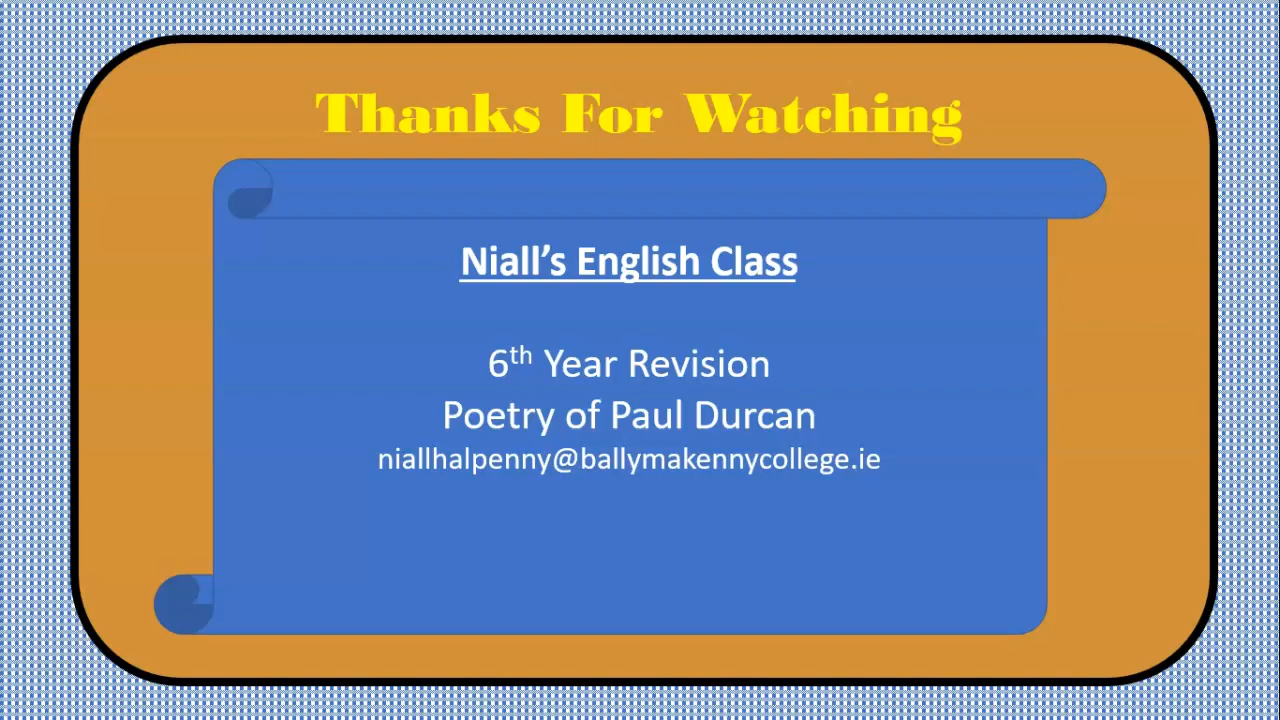 Thanks For Watching
Niall’s English Class
6th Year Revision
Poetry of Paul Durcan
niallhalpenny@ballymakennycollege.ie